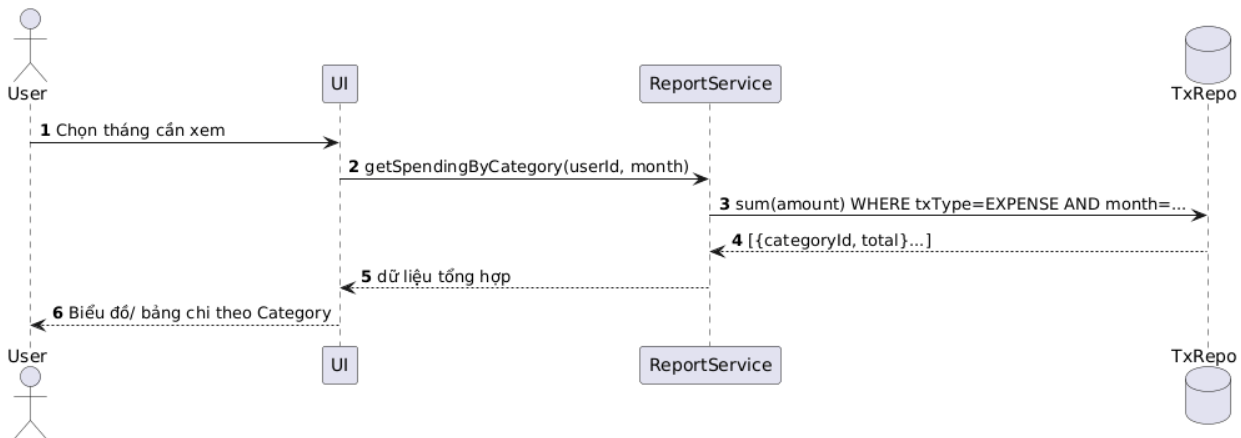 User
UI
ReportService
TxRepo
1 Chọn tháng cần xem
2 getSpendingByCategory(userId, month)
3 sum(amount) WHERE txType=EXPENSE AND month=...
4 [{categoryId, total}...]
5 dữ liệu tổng hợp
6 Biểu đồ/ bảng chi theo Category
User
UI
ReportService
TxRepo